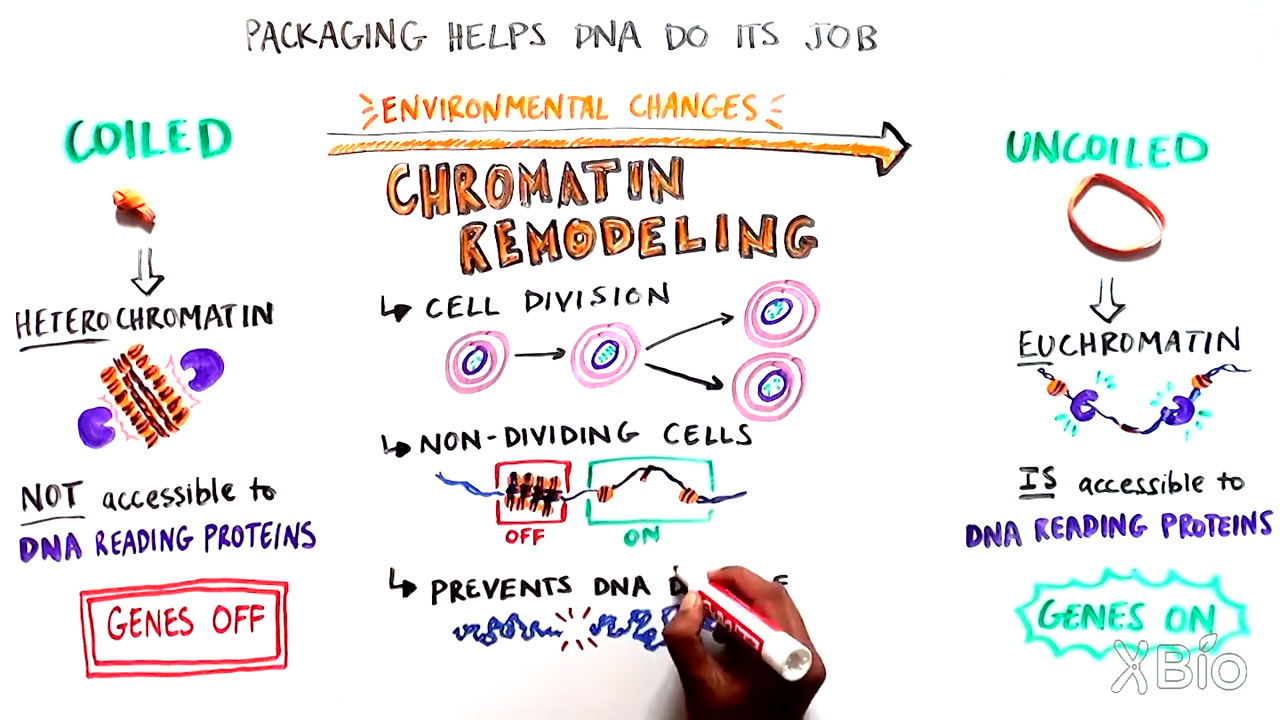 PACKAGING HELPS DNA DO ITS JOB
ENVIRONMENTAL CHANGES
COILED
UNCOILED
CHROMATIN
REMODELING
HETEROCHROMATIN
NOT accessible to
DNA READING PROTEINS
GENES OFF
CELL DIVISION
NON-DIVIDING CELLS
OFF
ON
PREVENTS DNA
EUCHROMATIN
IS accessible to
DNA READING PROTEINS
GENES ON
XBio